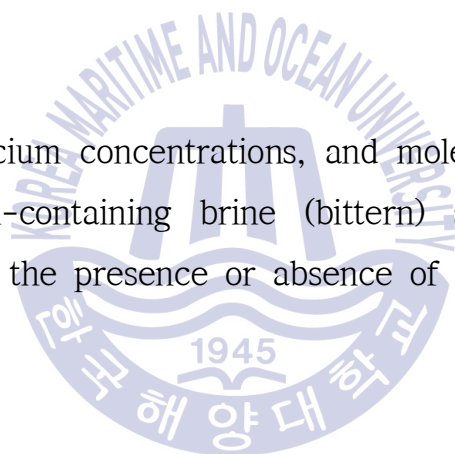 KOREA MARITIME AND OCEAN UNIVERSITY
cium concentrations, and mole
-containing brine (bittern)
the presence or absence of
1945
한국해양대학교